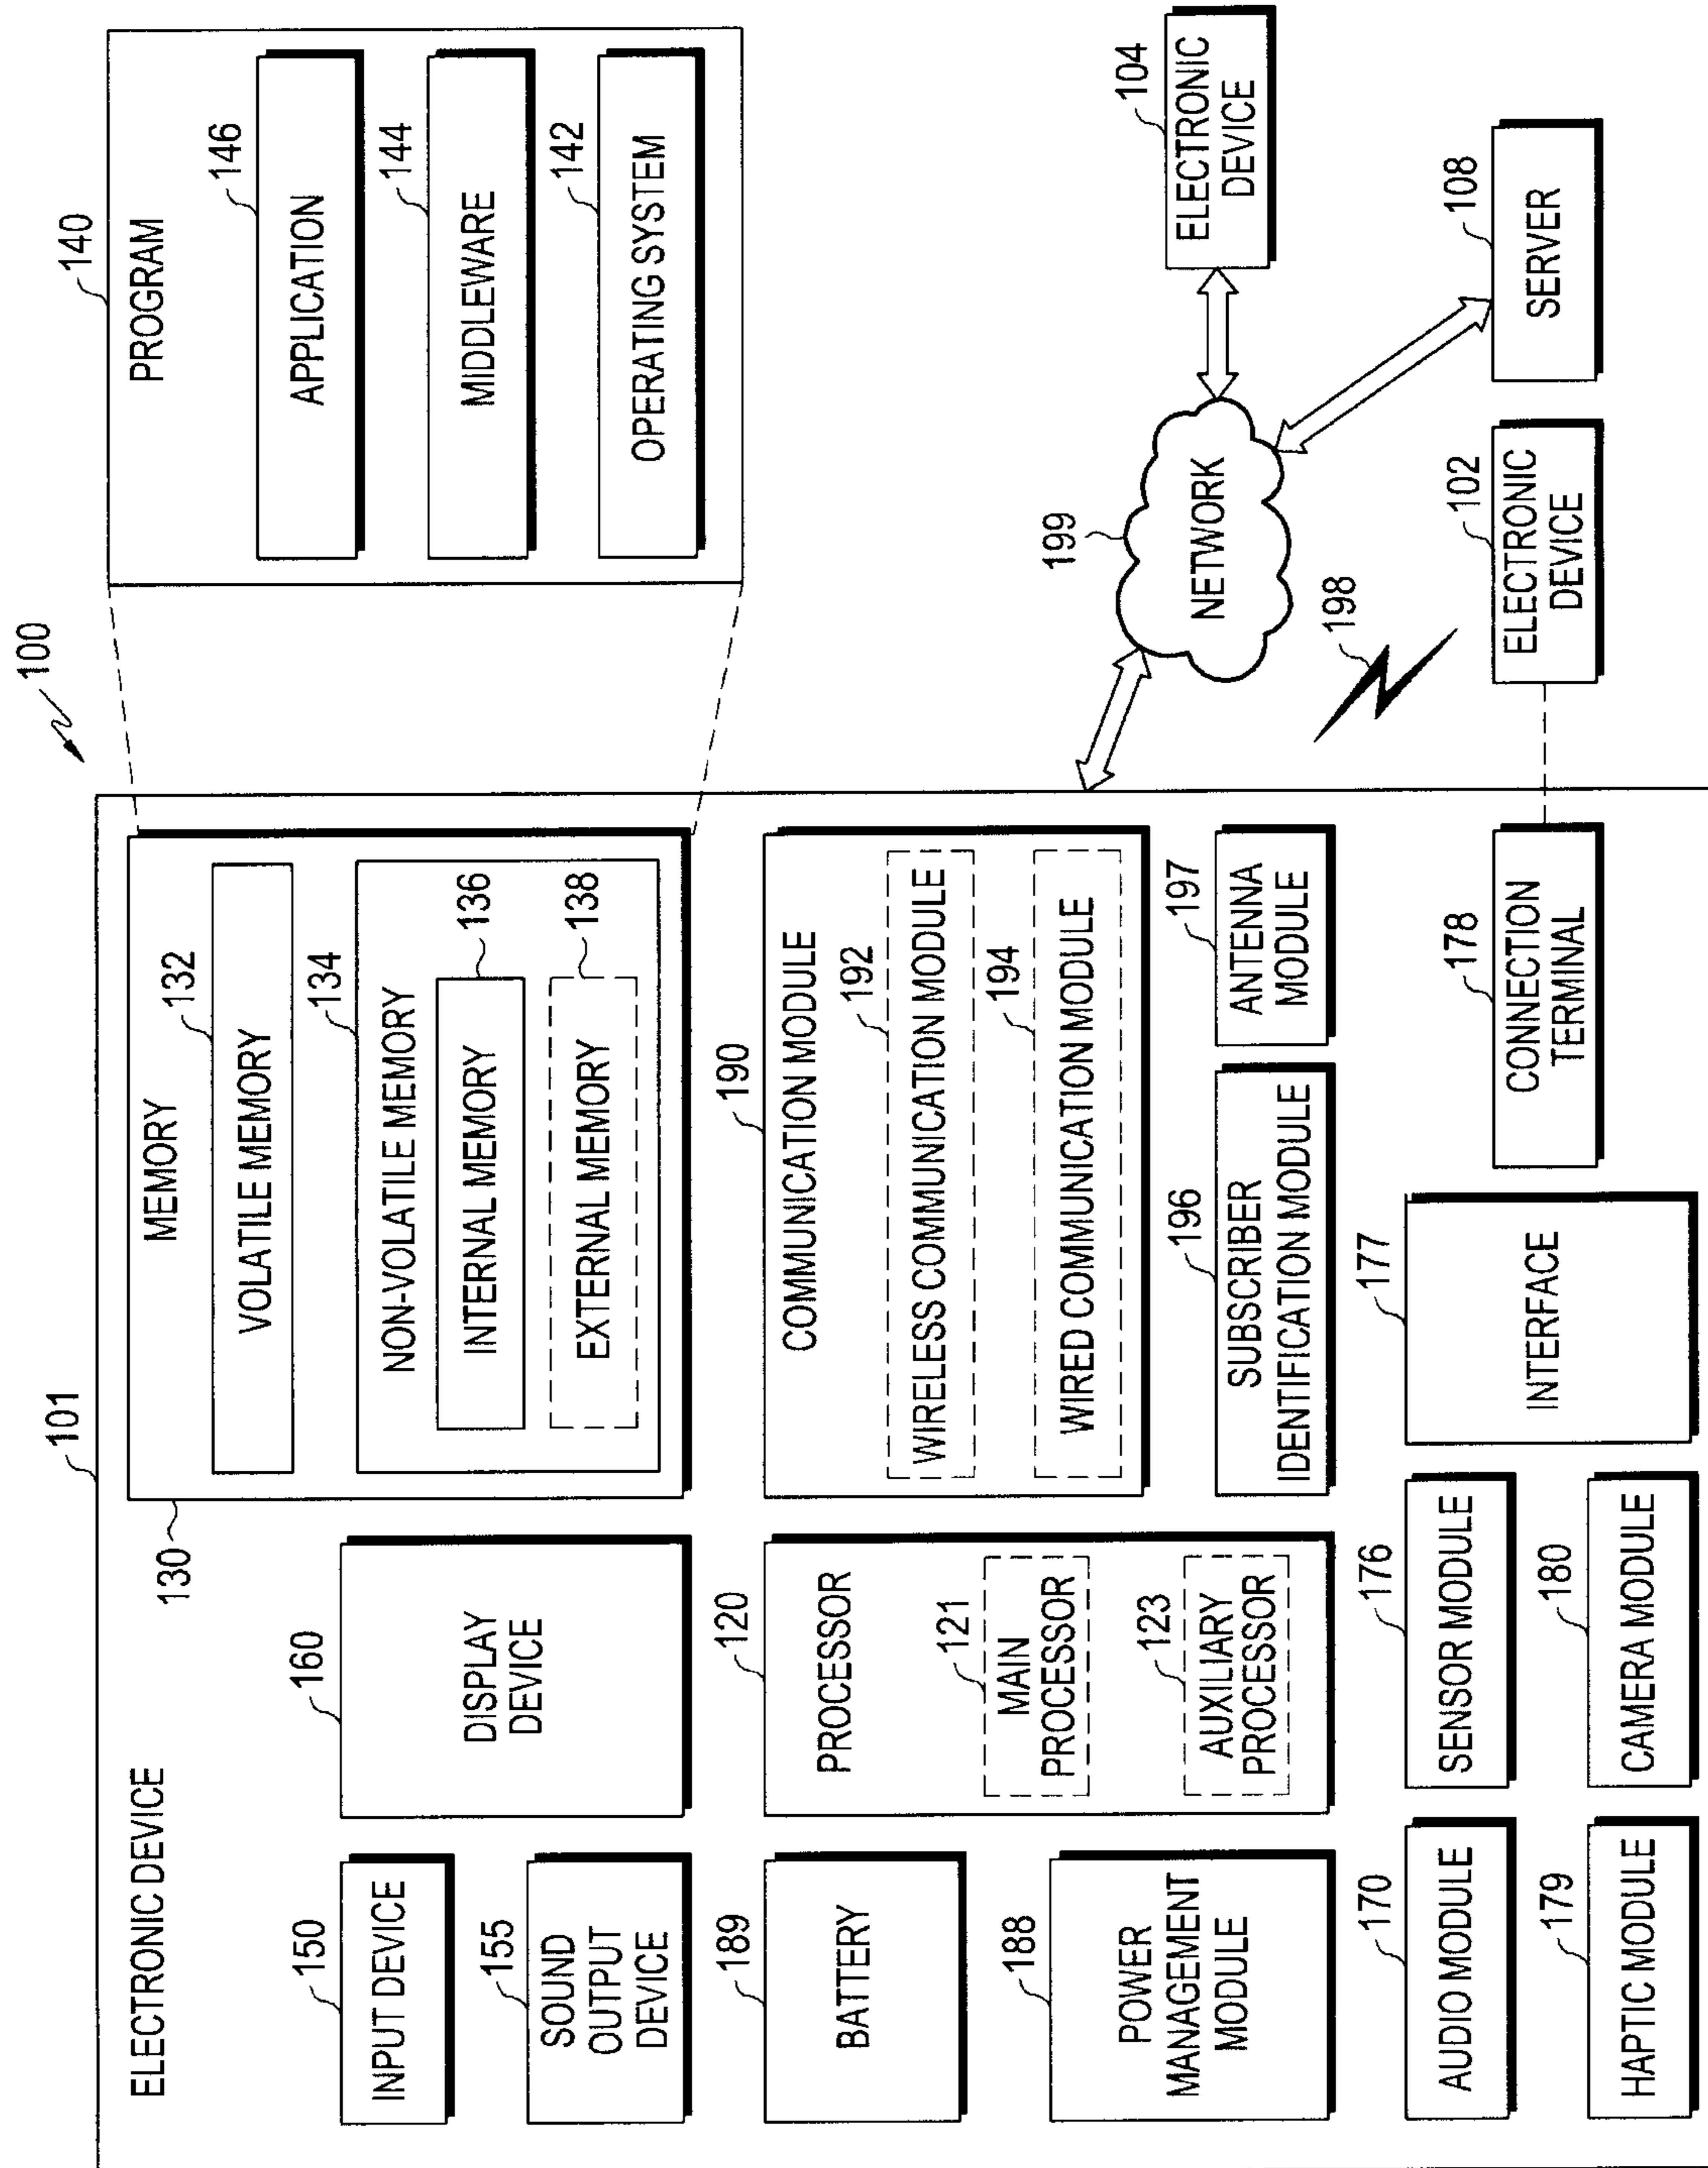 100
101
ELECTRONIC DEVICE
130
MEMORY
132
VOLATILE MEMORY
134
NON-VOLATILE MEMORY
INTERNAL MEMORY
136
EXTERNAL MEMORY
138
140
PROGRAM
146
APPLICATION
144
MIDDLEWARE
142
OPERATING SYSTEM
150
INPUT DEVICE
155
SOUND
OUTPUT
DEVICE
160
DISPLAY
DEVICE
189
BATTERY
188
POWER
MANAGEMENT
MODULE
120
PROCESSOR
121
MAIN
PROCESSOR
123
AUXILIARY
PROCESSOR
190
COMMUNICATION MODULE
192
WIRELESS COMMUNICATION MODULE
194
WIRED COMMUNICATION MODULE
196
SUBSCRIBER
IDENTIFICATION MODULE
197
ANTENNA
MODULE
199
NETWORK
104
ELECTRONIC
DEVICE
170
AUDIO MODULE
176
SENSOR MODULE
177
INTERFACE
178
CONNECTION
TERMINAL
198
102
ELECTRONIC
DEVICE
108
SERVER
179
HAPTIC MODULE
180
CAMERA MODULE